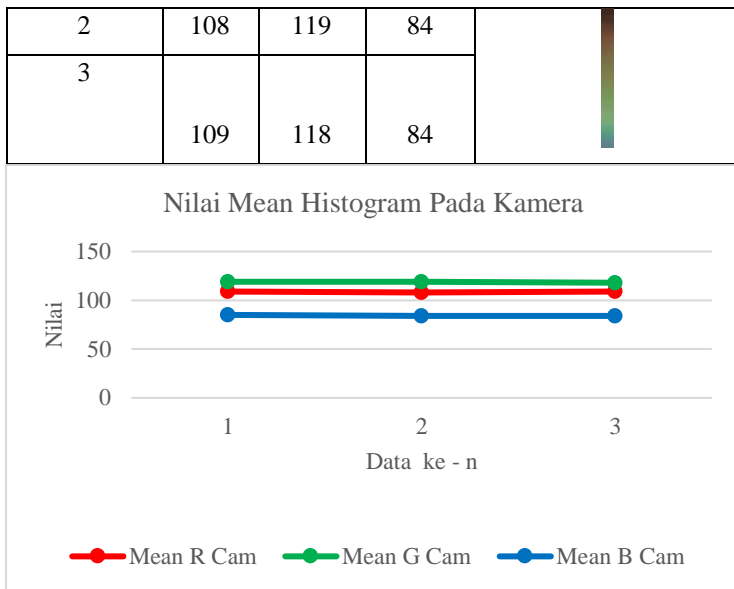 2 108 119 84
3
109 118 84
Nilai Mean Histogram Pada Kamera
150
100
50
0
Nilai
1 2 3
Data ke - n
Mean R Cam Mean G Cam Mean B Cam